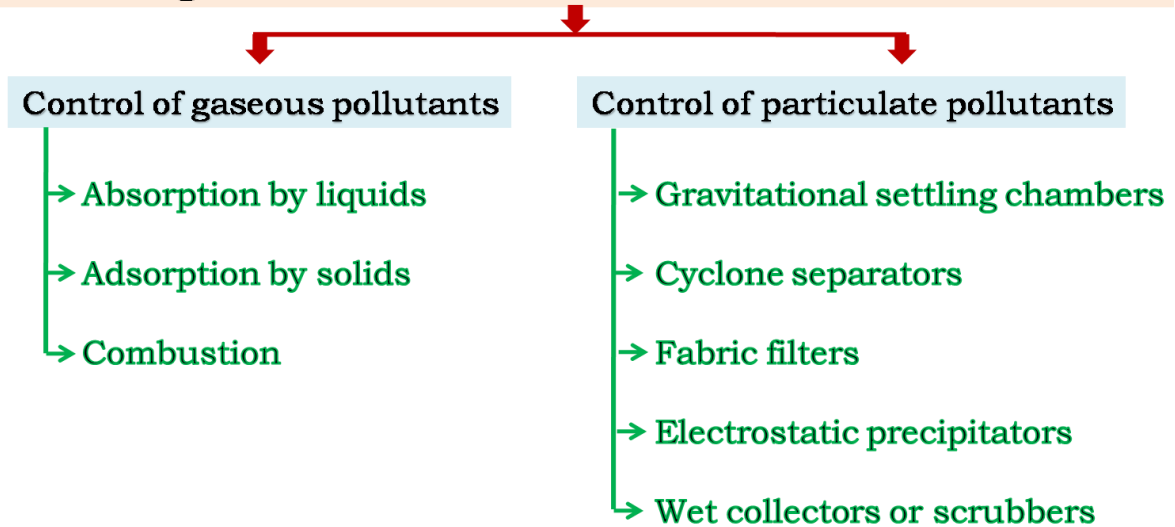 Control of gaseous pollutants
Absorption by liquids
Adsorption by solids
Combustion
Control of particulate pollutants
Gravitational settling chambers
Cyclone separators
Fabric filters
Electrostatic precipitators
Wet collectors or scrubbers